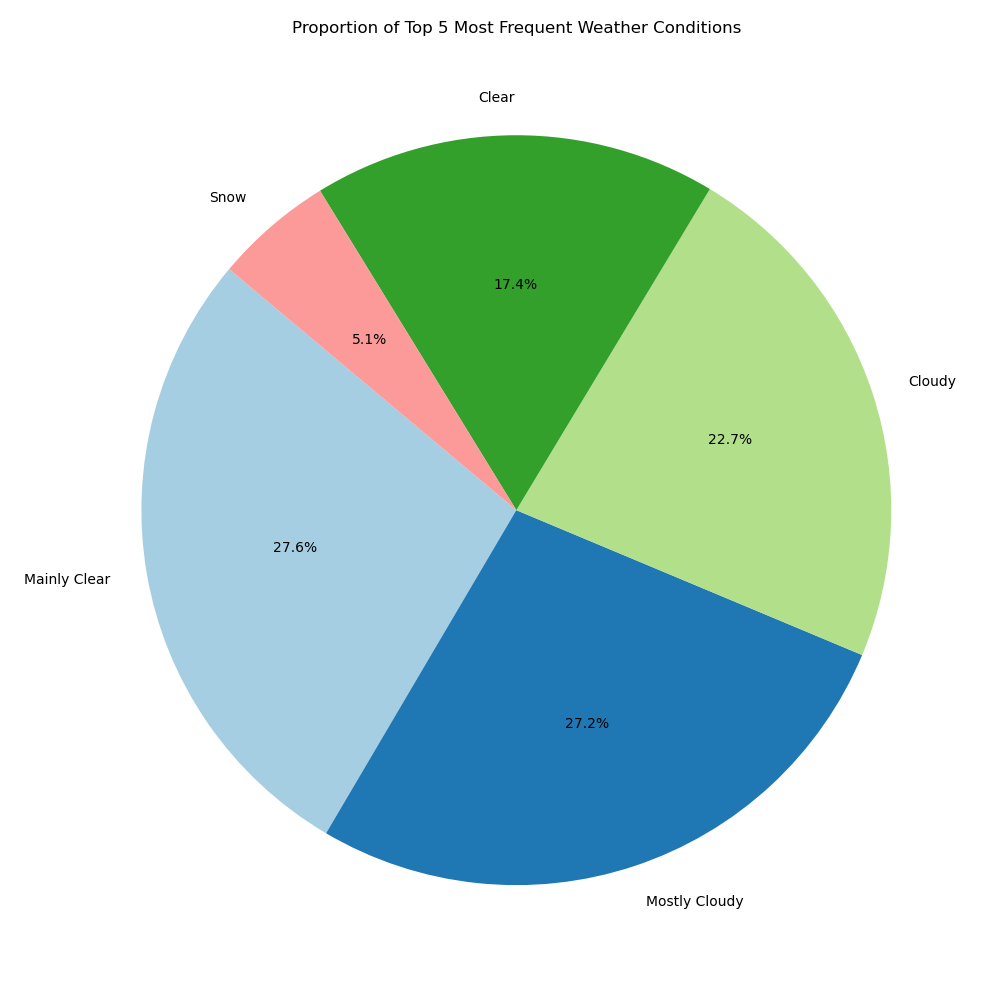 Proportion of Top 5 Most Frequent Weather Conditions
Clear
Snow
17.4%
5.1%
Cloudy
22.7%
27.6%
Mainly Clear
27.2%
Mostly Cloudy